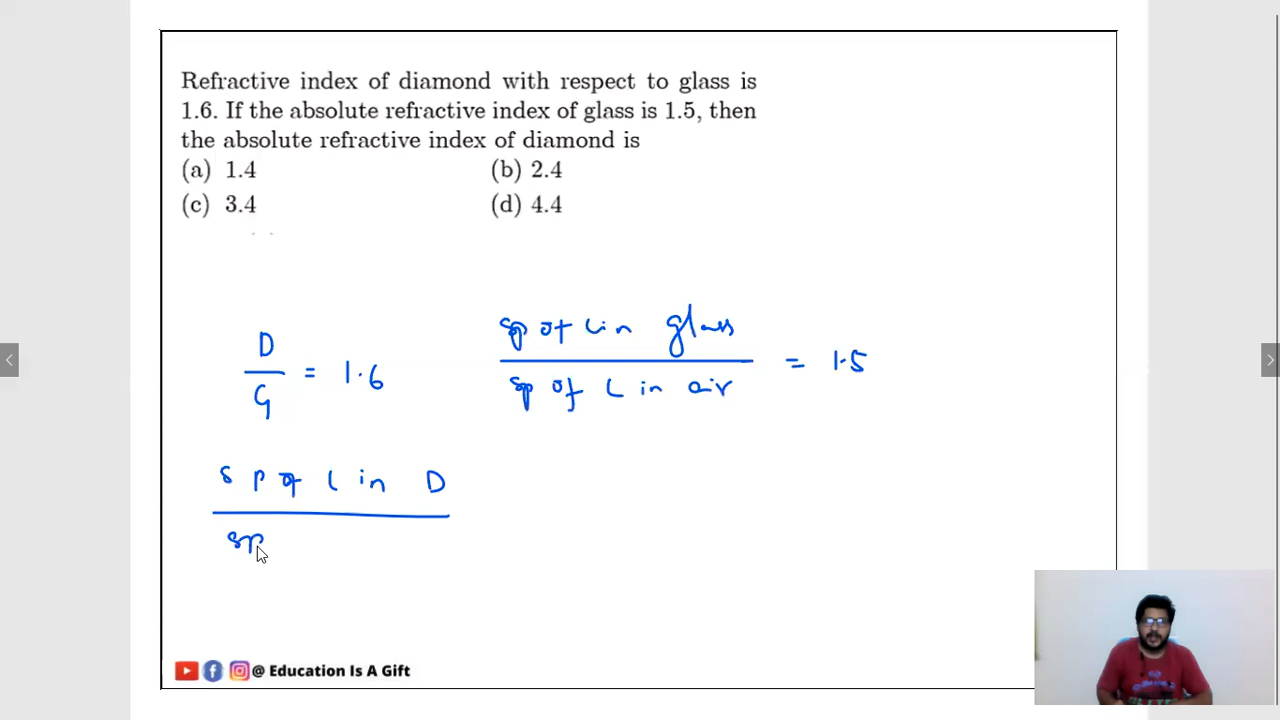 Refractive index of diamond with respect to glass is
1.6. If the absolute refractive index of glass is 1.5, then
the absolute refractive index of diamond is
(a) 1.4 (b) 2.4
(c) 3.4 (d) 4.4
D
G
= 1.6
sp of L in glass
sp of L in air
= 1.5
sp of L in D
sp
@ Education Is A Gift